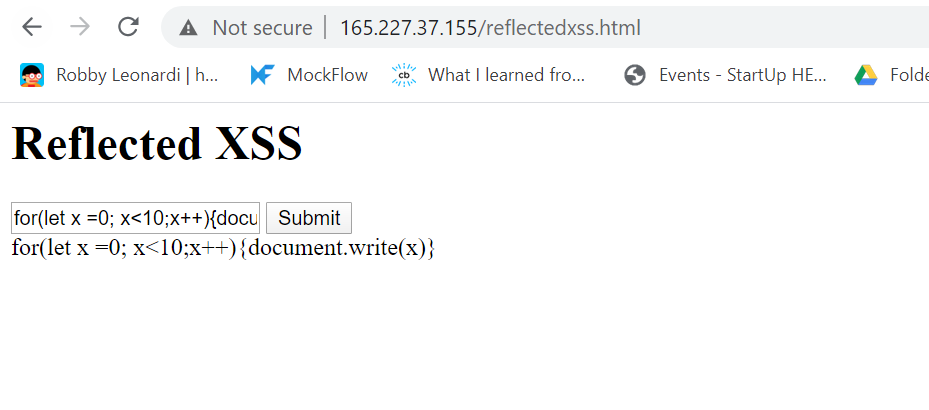 Not secure | 165.227.37.155/reflectedxss.html
Robby Leonardi | h... MockFlow cb What I learned fro... Events - StartUp HE... Folde
Reflected XSS
for(let x =0; x<10;x++){docu Submit
for(let x =0; x<10;x++){document.write(x)}